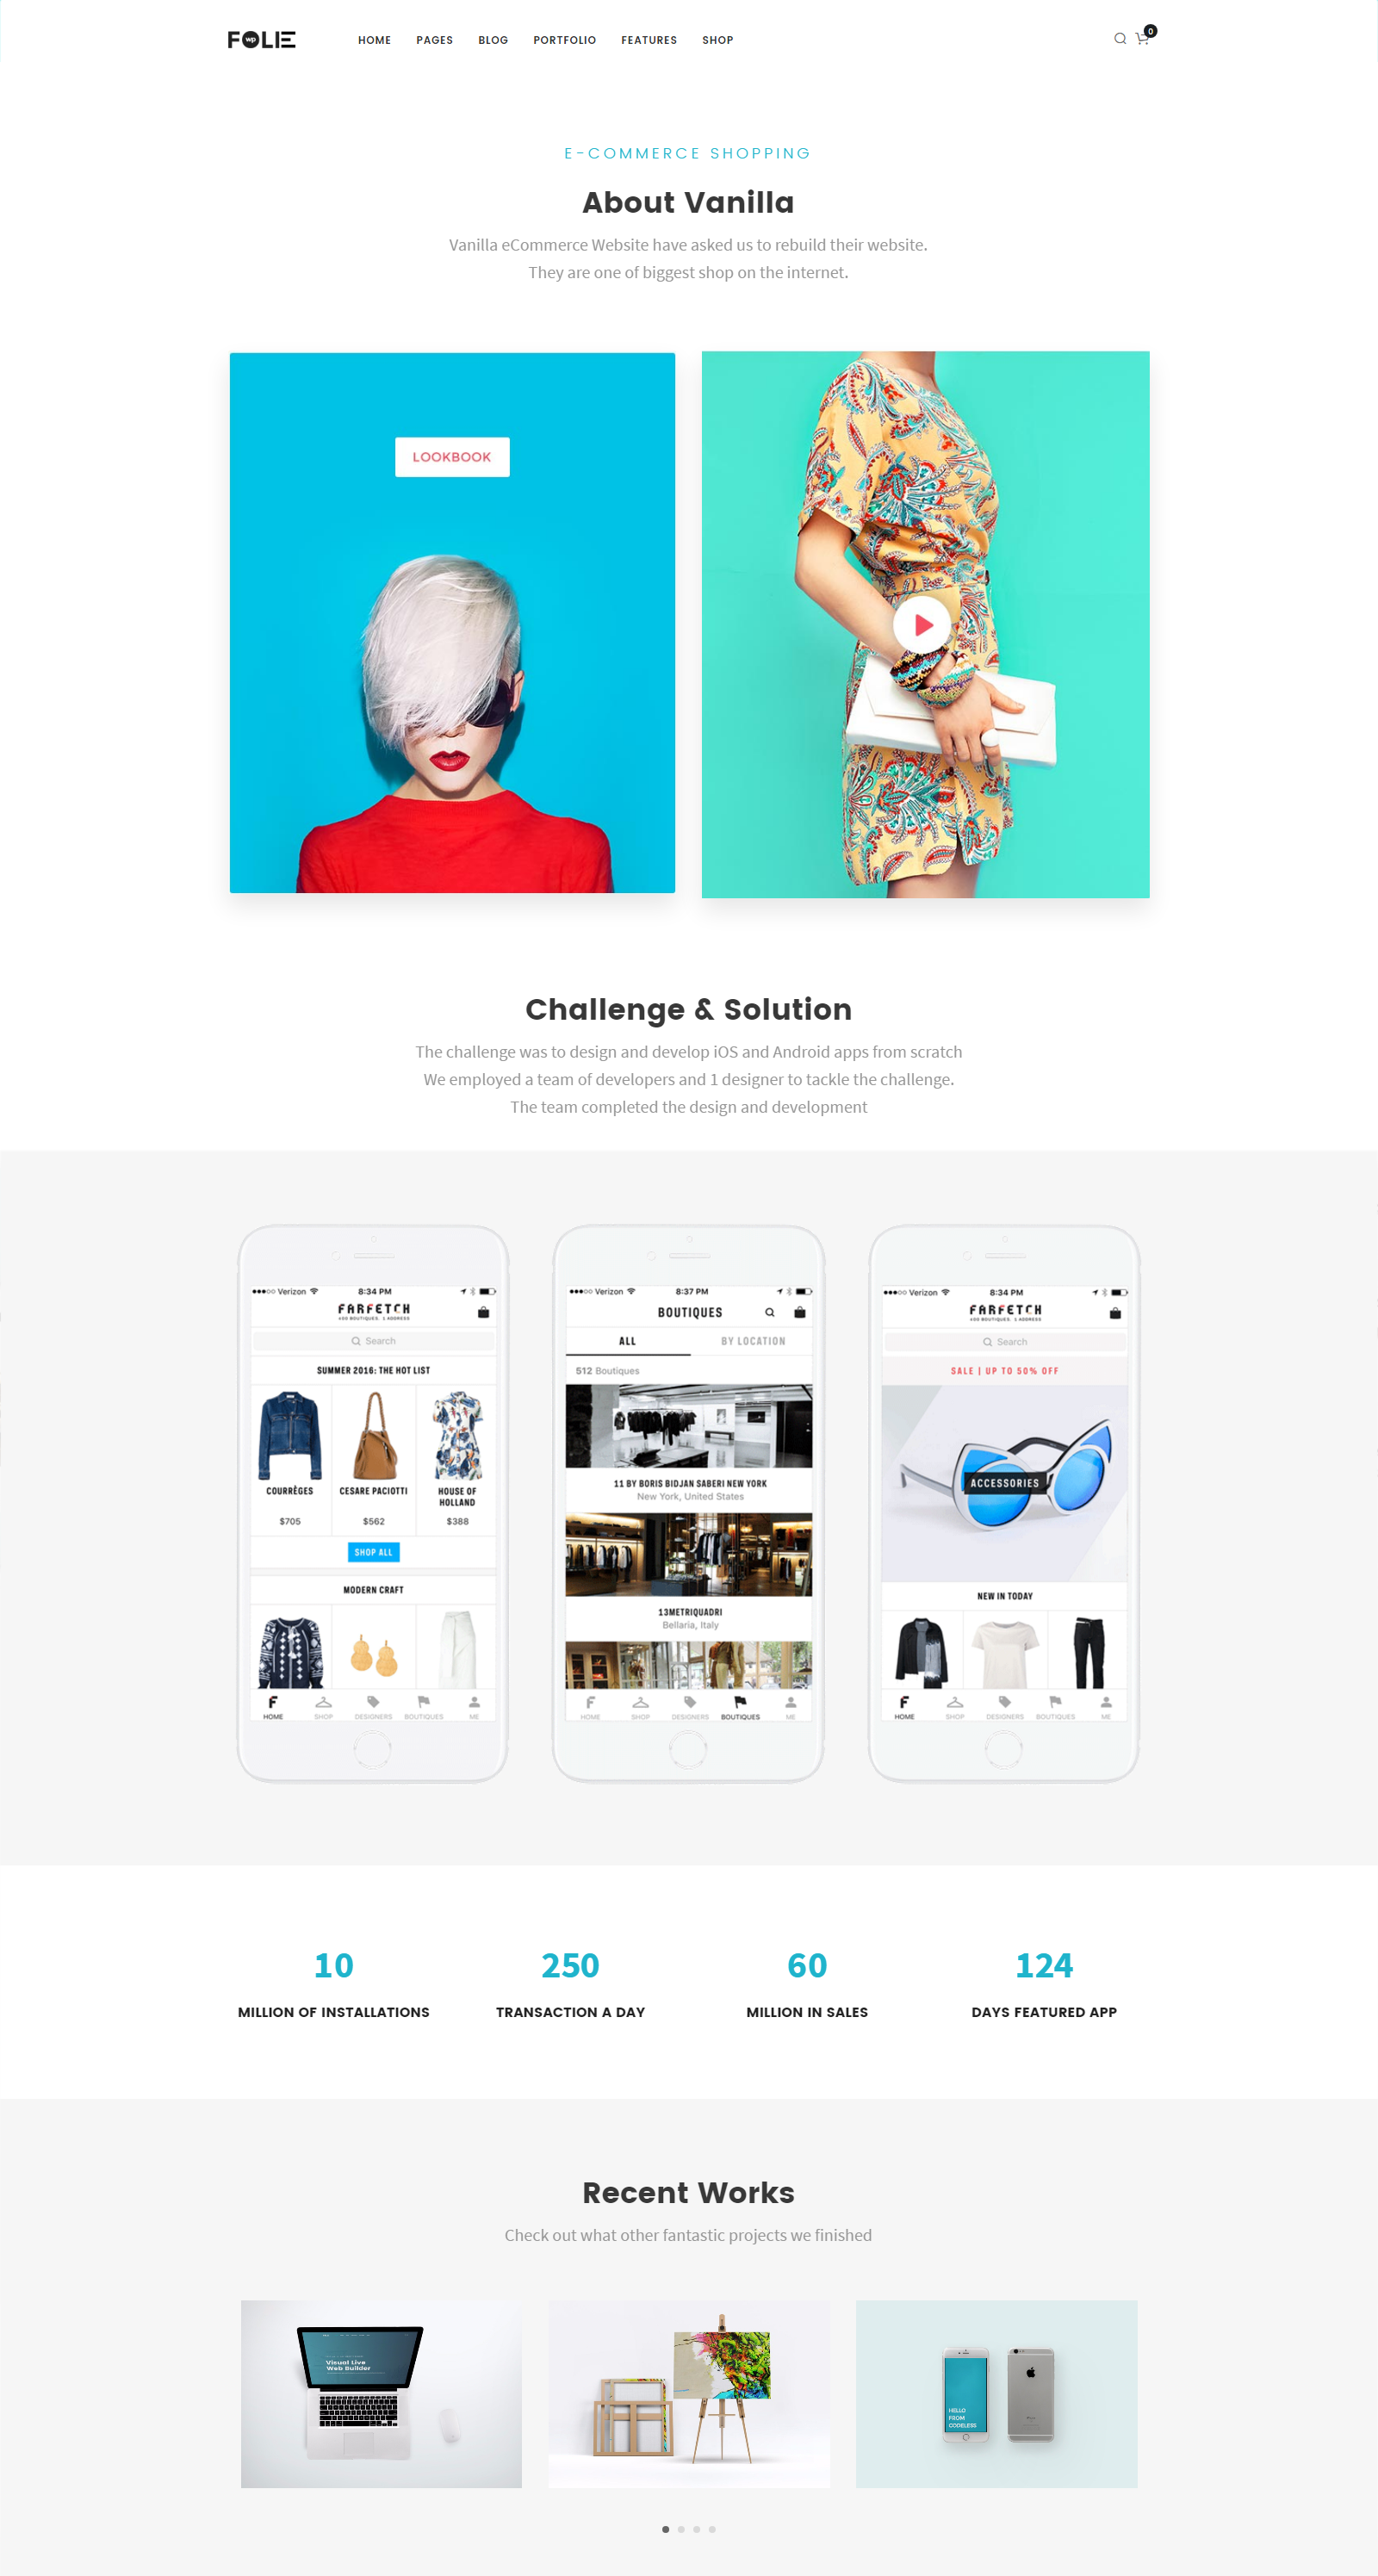 FOLIE
wp
HOME PAGES BLOG PORTFOLIO FEATURES SHOP
0
E-COMMERCE SHOPPING
About Vanilla
Vanilla eCommerce Website have asked us to rebuild their website.
They are one of biggest shop on the internet.
LOOKBOOK
Challenge & Solution
The challenge was to design and develop iOS and Android apps from scratch
We employed a team of developers and 1 designer to tackle the challenge.
The team completed the design and development
Verizon 8:34 PM
FARFETCH
400 BOUTIQUES. 1 ADDRESS
Search
SUMMER 2016: THE HOT LIST
COURRÈGES CESARE PACIOTTI HOUSE OF
HOLLAND
$705 $562 $388
SHOP ALL
MODERN CRAFT
F
HOME SHOP DESIGNERS BOUTIQUES ME
Verizon 8:37 PM
BOUTIQUES
ALL BY LOCATION
512 Boutiques
11 BY BORIS BIDJAN SABERI NEW YORK
New York, United States
13METRIQUADRI
Bellaria, Italy
F
HOME SHOP DESIGNERS BOUTIQUES ME
Verizon 8:34 PM
FARFETCH
400 BOUTIQUES. 1 ADDRESS
Search
SALE | UP TO 50% OFF
ACCESSORIES
NEW IN TODAY
F
HOME SHOP DESIGNERS BOUTIQUES ME
10 250 60 124
MILLION OF INSTALLATIONS TRANSACTION A DAY MILLION IN SALES DAYS FEATURED APP
Recent Works
Check out what other fantastic projects we finished
Visual Live
Web Builder
HELLO
FROM
CODELESS